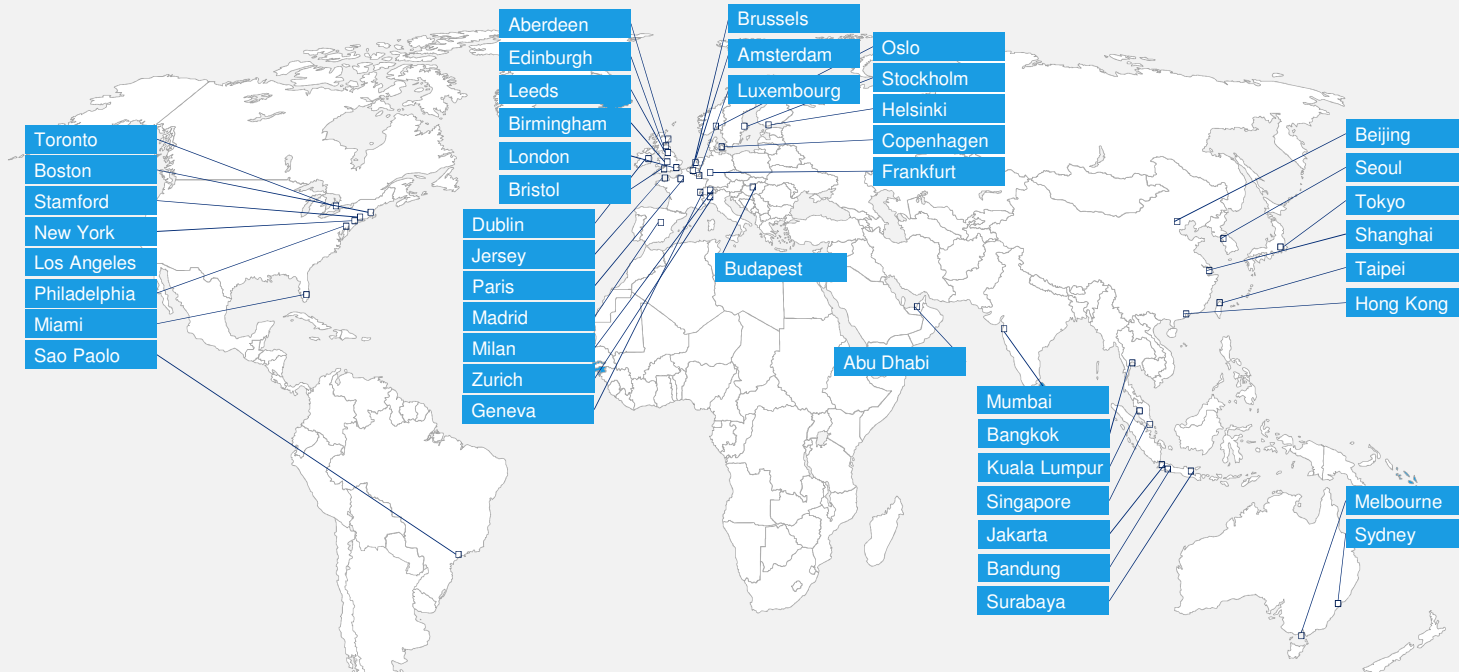 Toronto
Boston
Stamford
New York
Los Angeles
Philadelphia
Miami
Sao Paolo
Aberdeen
Edinburgh
Leeds
Birmingham
London
Bristol
Dublin
Jersey
Paris
Madrid
Milan
Zurich
Geneva
Brussels
Amsterdam
Luxembourg
Oslo
Stockholm
Helsinki
Copenhagen
Frankfurt
Budapest
Abu Dhabi
Mumbai
Bangkok
Kuala Lumpur
Singapore
Jakarta
Bandung
Surabaya
Beijing
Seoul
Tokyo
Shanghai
Taipei
Hong Kong
Melbourne
Sydney